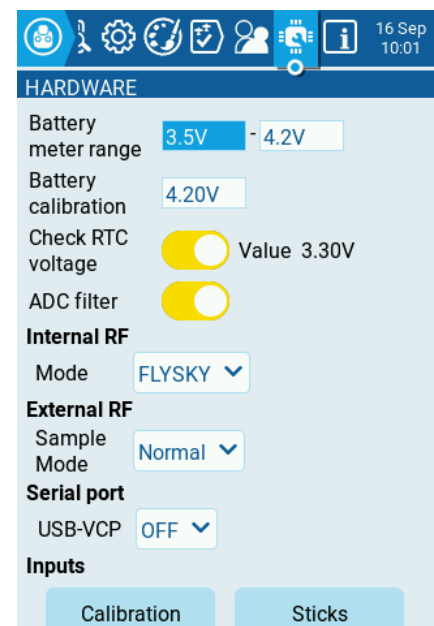 16 Sep
10:01
HARDWARE
Battery
meter range 3.5V - 4.2V
Battery
calibration 4.20V
Check RTC
voltage Value 3.30V
ADC filter
Internal RF
Mode FLYSKY
External RF
Sample
Mode Normal
Serial port
USB-VCP OFF
Inputs
Calibration Sticks